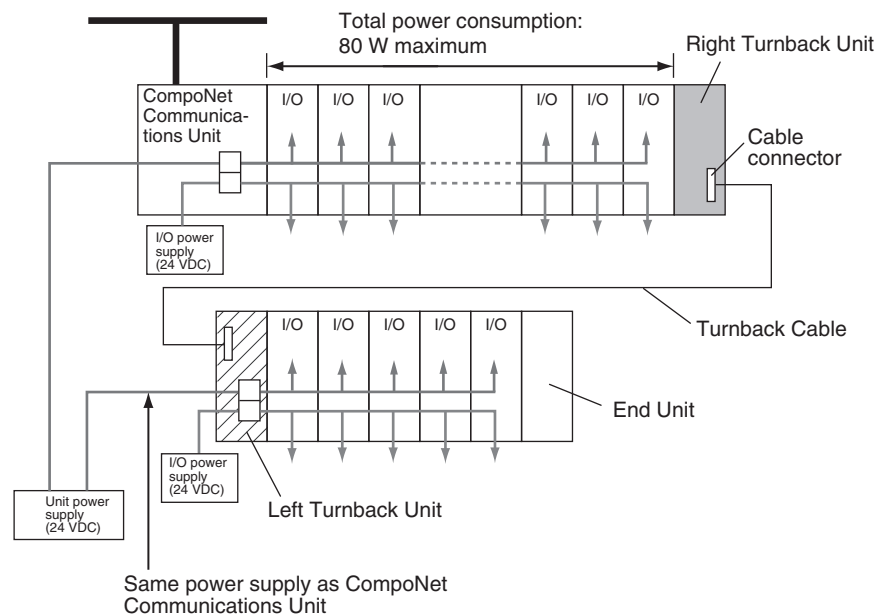 Total power consumption:
80 W maximum
Right Turnback Unit
CompoNet
Communica-
tions Unit
I/O
I/O
I/O
I/O
I/O
I/O
Cable
connector
I/O power
supply
(24 VDC)
I/O
I/O
I/O
I/O
I/O
Turnback Cable
End Unit
I/O power
supply
(24 VDC)
Left Turnback Unit
Unit power
supply
(24 VDC)
Same power supply as CompoNet
Communications Unit